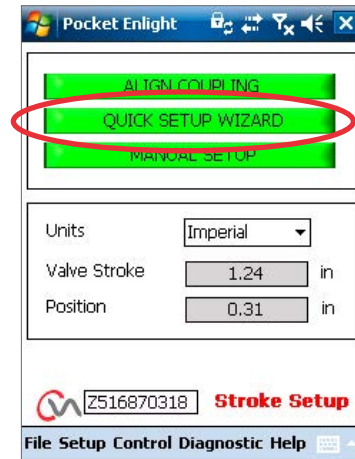 Pocket Enlight
ALIGN COUPLING
QUICK SETUP WIZARD
MANUAL SETUP
Units Imperial
Valve Stroke 1.24 in
Position 0.31 in
Z516870318 Stroke Setup
File Setup Control Diagnostic Help